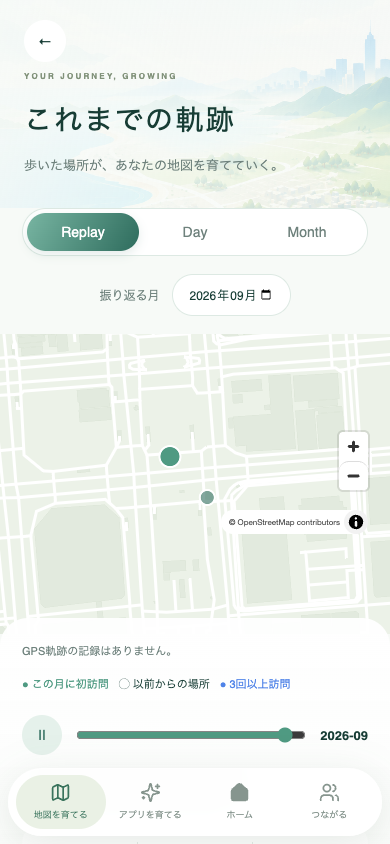 ←
YOUR JOURNEY, GROWING
これまでの軌跡
歩いた場所が、あなたの地図を育てていく。
Replay Day Month
振り返る月 2026年09月
+
−
© OpenStreetMap contributors
GPS軌跡の記録はありません。
● この月に初訪問 ○ 以前からの場所 ● 3回以上訪問
2026-09
地図を育てる アプリを育てる ホーム つながる